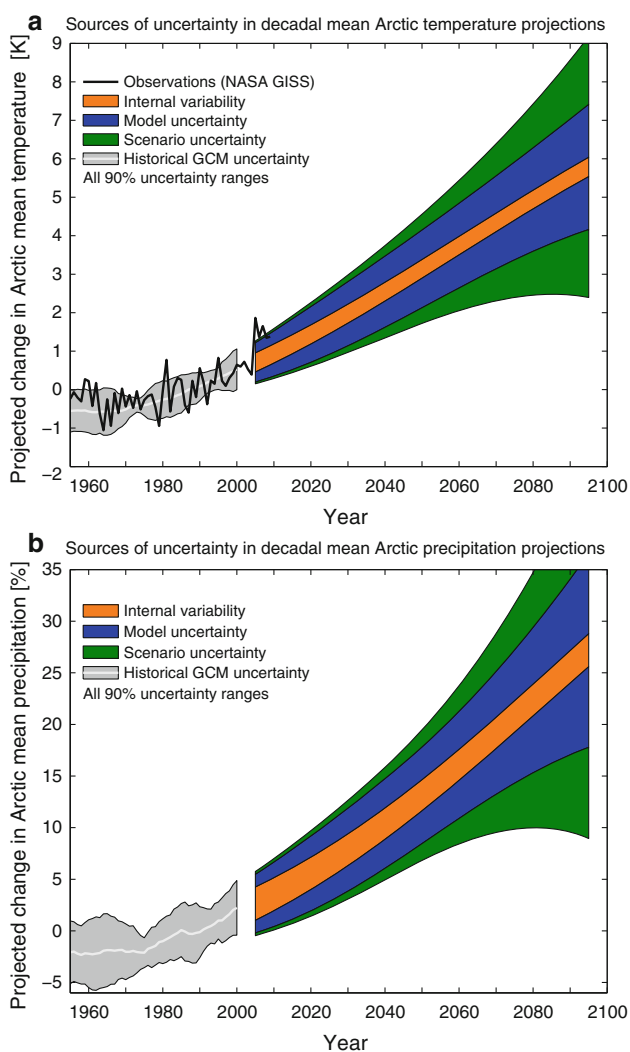 a Sources of uncertainty in decadal mean Arctic temperature projections
Projected change in Arctic mean temperature [K]
9
8
7
6
5
4
3
2
1
0
−1
−2
Observations (NASA GISS)
Internal variability
Model uncertainty
Scenario uncertainty
Historical GCM uncertainty
All 90% uncertainty ranges
1960 1980 2000 2020 2040 2060 2080 2100
Year
b Sources of uncertainty in decadal mean Arctic precipitation projections
Projected change in Arctic mean precipitation [%]
35
30
25
20
15
10
5
0
−5
Internal variability
Model uncertainty
Scenario uncertainty
Historical GCM uncertainty
All 90% uncertainty ranges
1960 1980 2000 2020 2040 2060 2080 2100
Year